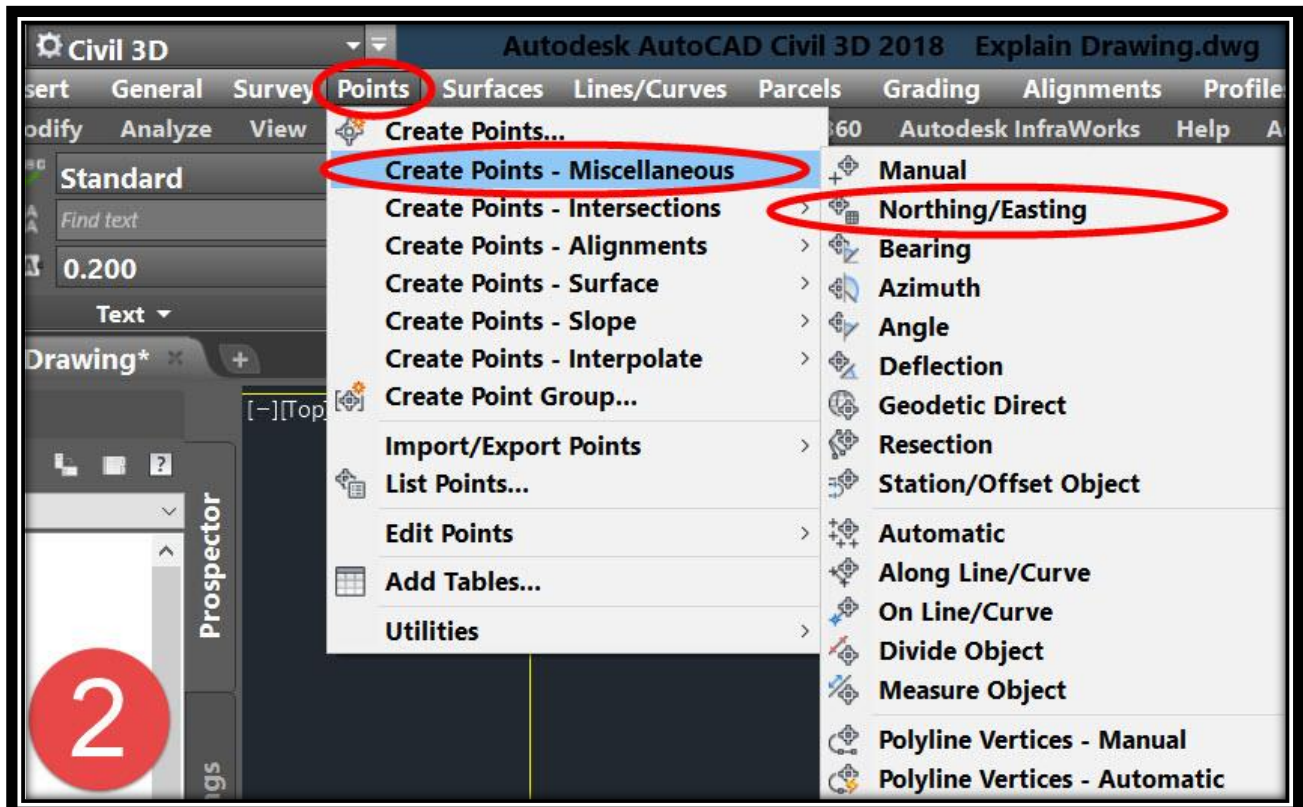 Civil 3D
Autodesk AutoCAD Civil 3D 2018 Explain Drawing.dwg
sert General Survey Points Surfaces Lines/Curves Parcels Grading Alignments Profile
odify Analyze View 360 Autodesk InfraWorks Help A
Standard
Find text
0.200
Text
Drawing*
[−][Top]
Prospector
ngs
2
Create Points...
Create Points - Miscellaneous
Create Points - Intersections
Create Points - Alignments
Create Points - Surface
Create Points - Slope
Create Points - Interpolate
Create Point Group...
Import/Export Points
List Points...
Edit Points
Add Tables...
Utilities
Manual
Northing/Easting
Bearing
Azimuth
Angle
Deflection
Geodetic Direct
Resection
Station/Offset Object
Automatic
Along Line/Curve
On Line/Curve
Divide Object
Measure Object
Polyline Vertices - Manual
Polyline Vertices - Automatic